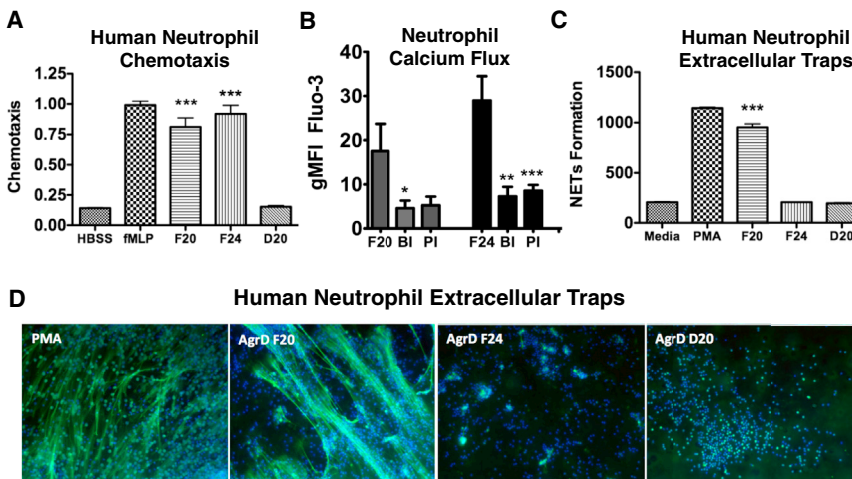 A
Human Neutrophil
Chemotaxis
Chemotaxis
1.25
1.00
0.75
0.50
0.25
0.00
***
***
HBSS fMLP F20 F24 D20
B
Neutrophil
Calcium Flux
gMFI Fluo-3
40
30
20
10
0
*
**
***
F20 BI PI F24 BI PI
C
Human Neutrophil
Extracellular Traps
NETs Formation
1500
1000
500
0
***
Media PMA F20 F24 D20
D
Human Neutrophil Extracellular Traps
PMA
AgrD F20
AgrD F24
AgrD D20